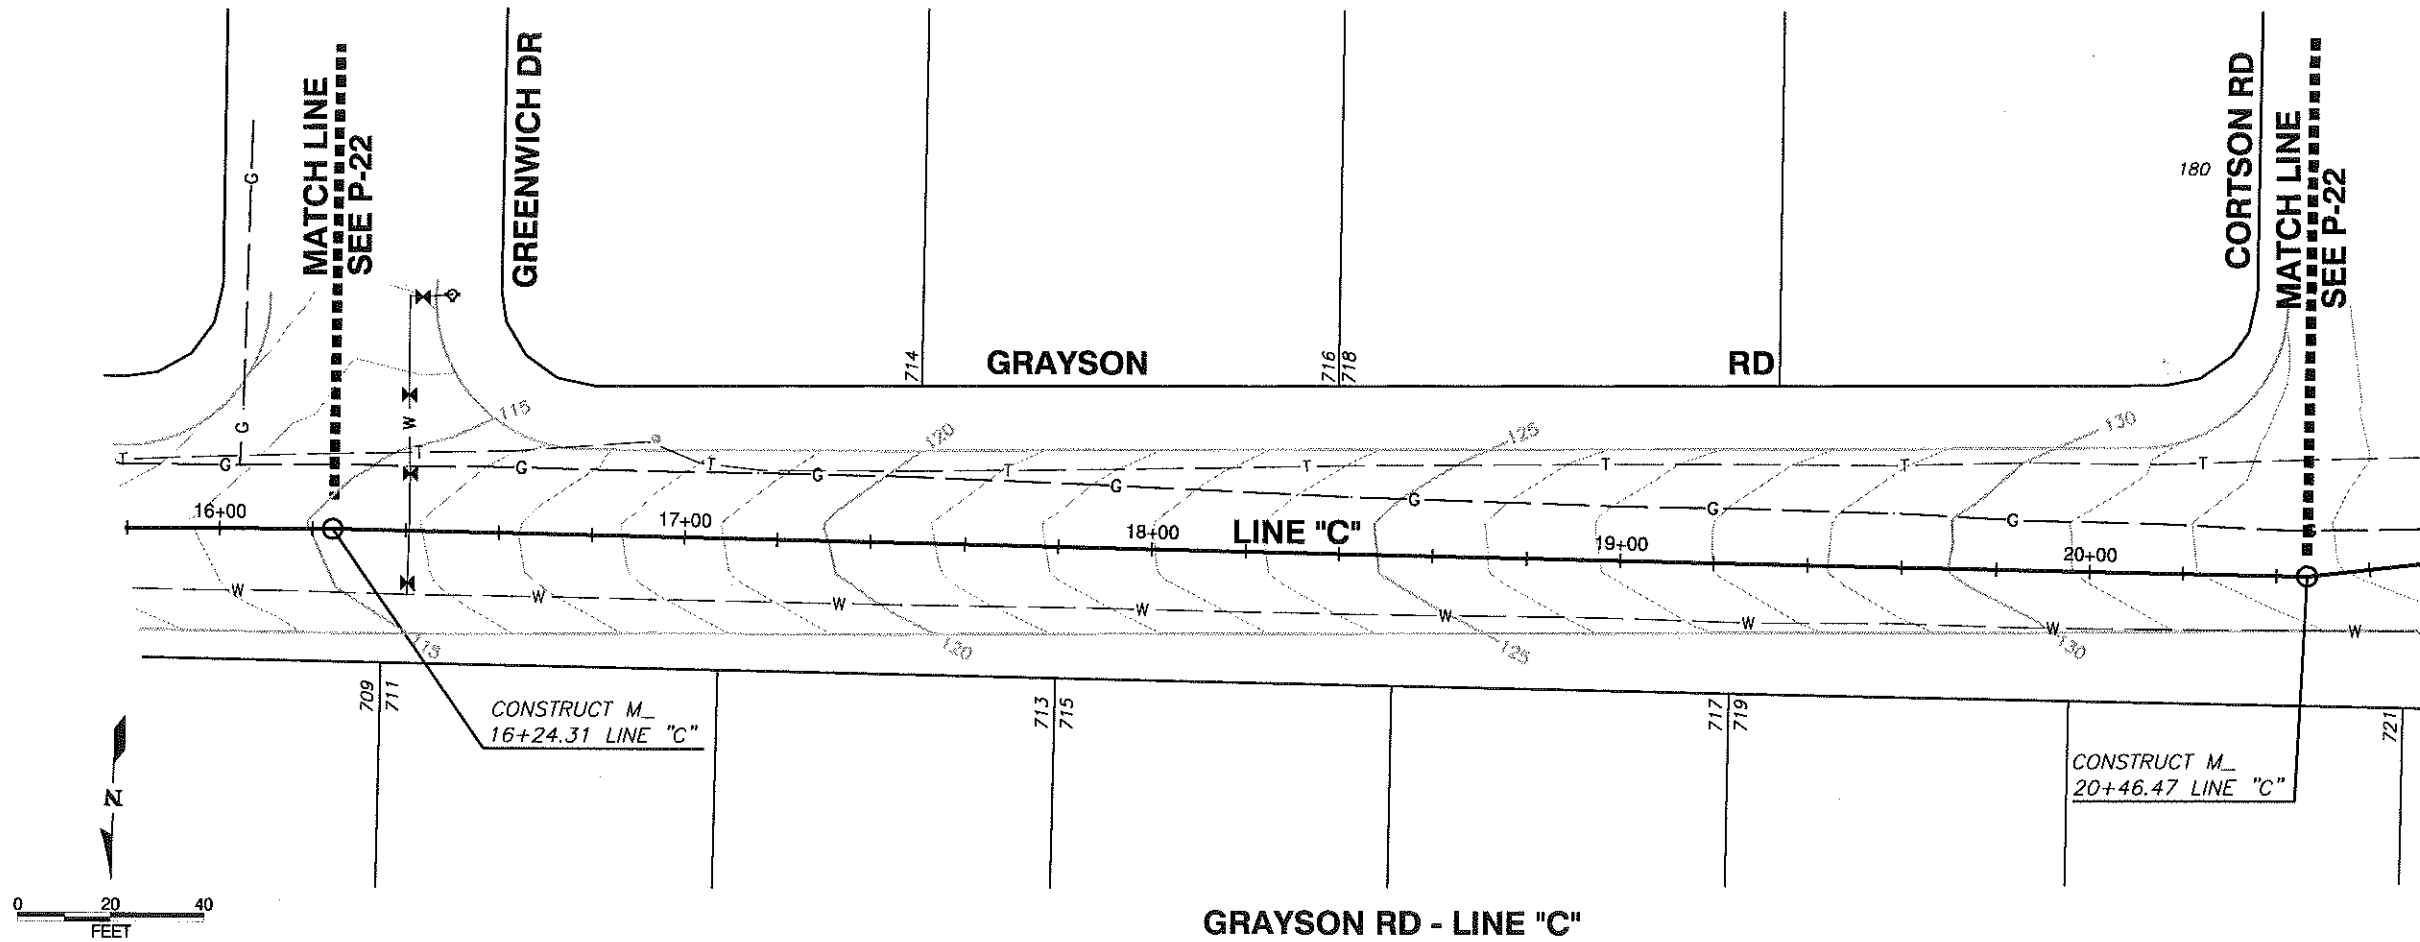 MATCH LINE
SEE P-22
GREENWICH DR
CORTSON RD
MATCH LINE
SEE P-22
180
G
714
GRAYSON
716
718
RD
G
W
115
120
125
130
T
G
T
G
T
G
T
G
T
G
T
G
T
G
T
G
16+00
17+00
18+00
LINE "C"
19+00
20+00
W
W
W
W
W
W
W
W
115
120
125
130
709
711
713
715
717
719
721
CONSTRUCT M_
16+24.31 LINE "C"
CONSTRUCT M_
20+46.47 LINE "C"
N
0 20 40
FEET
GRAYSON RD - LINE "C"